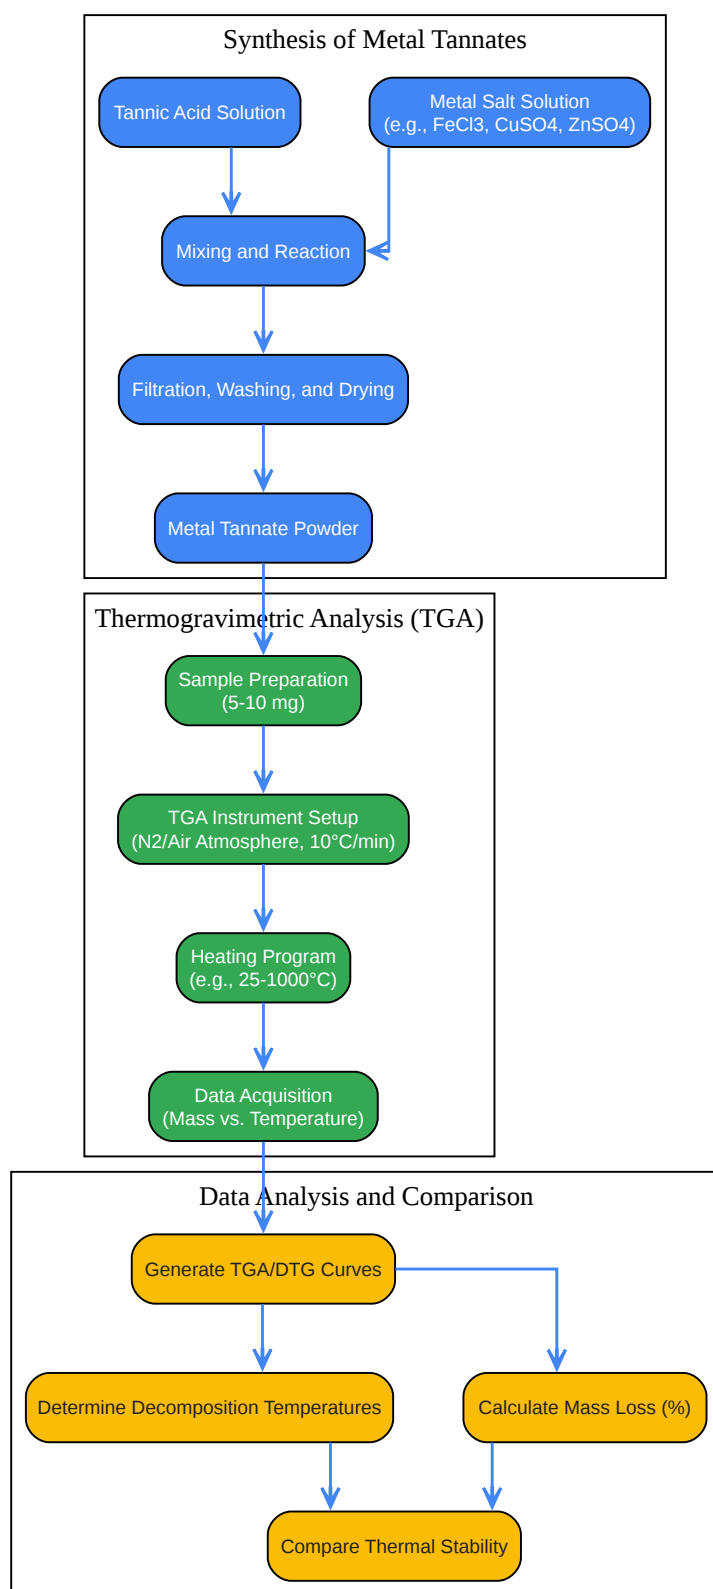 Synthesis of Metal Tannates
Tannic Acid Solution
Metal Salt Solution
(e.g., FeCl3, CuSO4, ZnSO4)
Mixing and Reaction
Filtration, Washing, and Drying
Metal Tannate Powder
Thermogravimetric Analysis (TGA)
Sample Preparation
(5-10 mg)
TGA Instrument Setup
(N2/Air Atmosphere, 10°C/min)
Heating Program
(e.g., 25-1000°C)
Data Acquisition
(Mass vs. Temperature)
Data Analysis and Comparison
Generate TGA/DTG Curves
Determine Decomposition Temperatures
Calculate Mass Loss (%)
Compare Thermal Stability